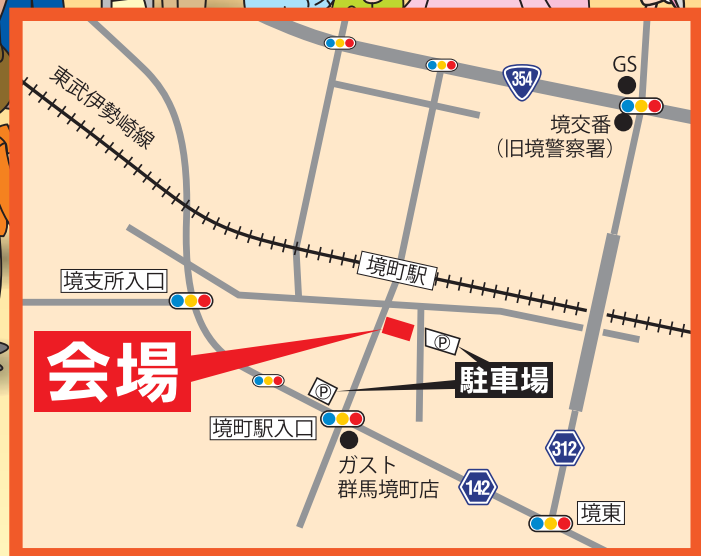 354
GS
東武伊勢崎線
境交番
（旧境警察署）
境町駅
境支所入口
会場
P
駐車場
P
境町駅入口
ガスト
群馬境町店
312
142
境東